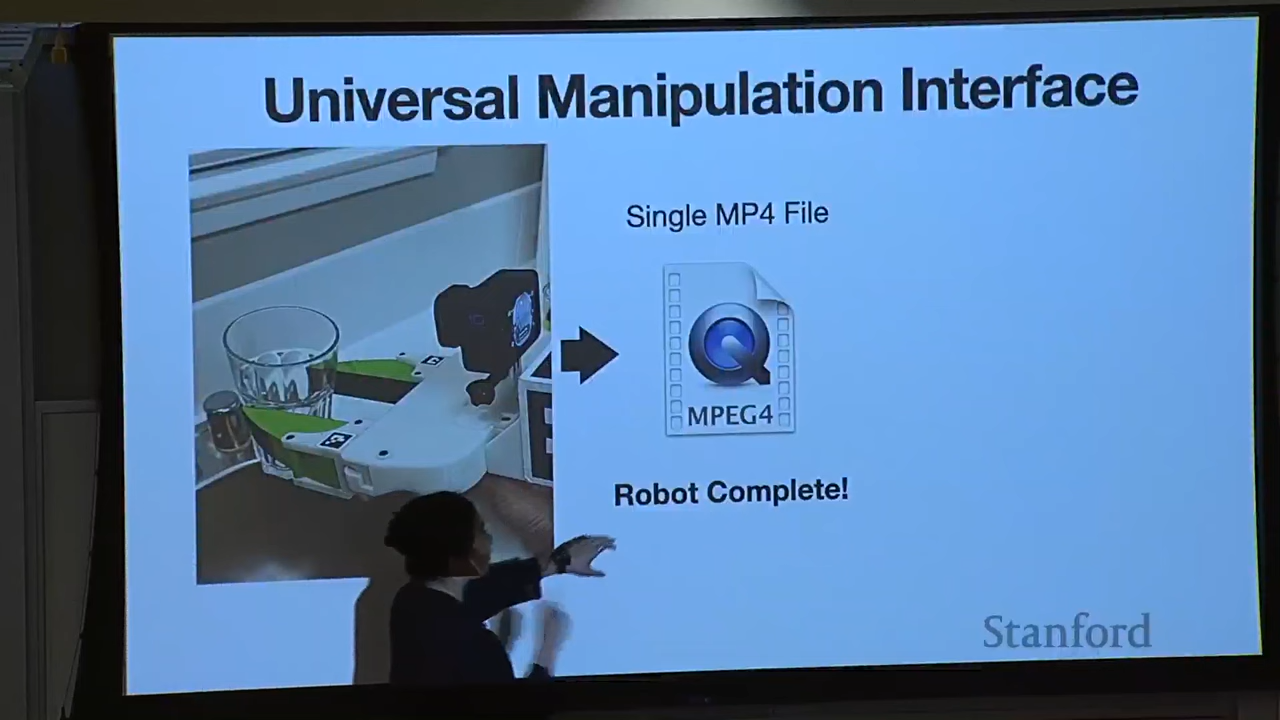 Universal Manipulation Interface
Single MP4 File
MPEG4
Robot Complete!
Stanford